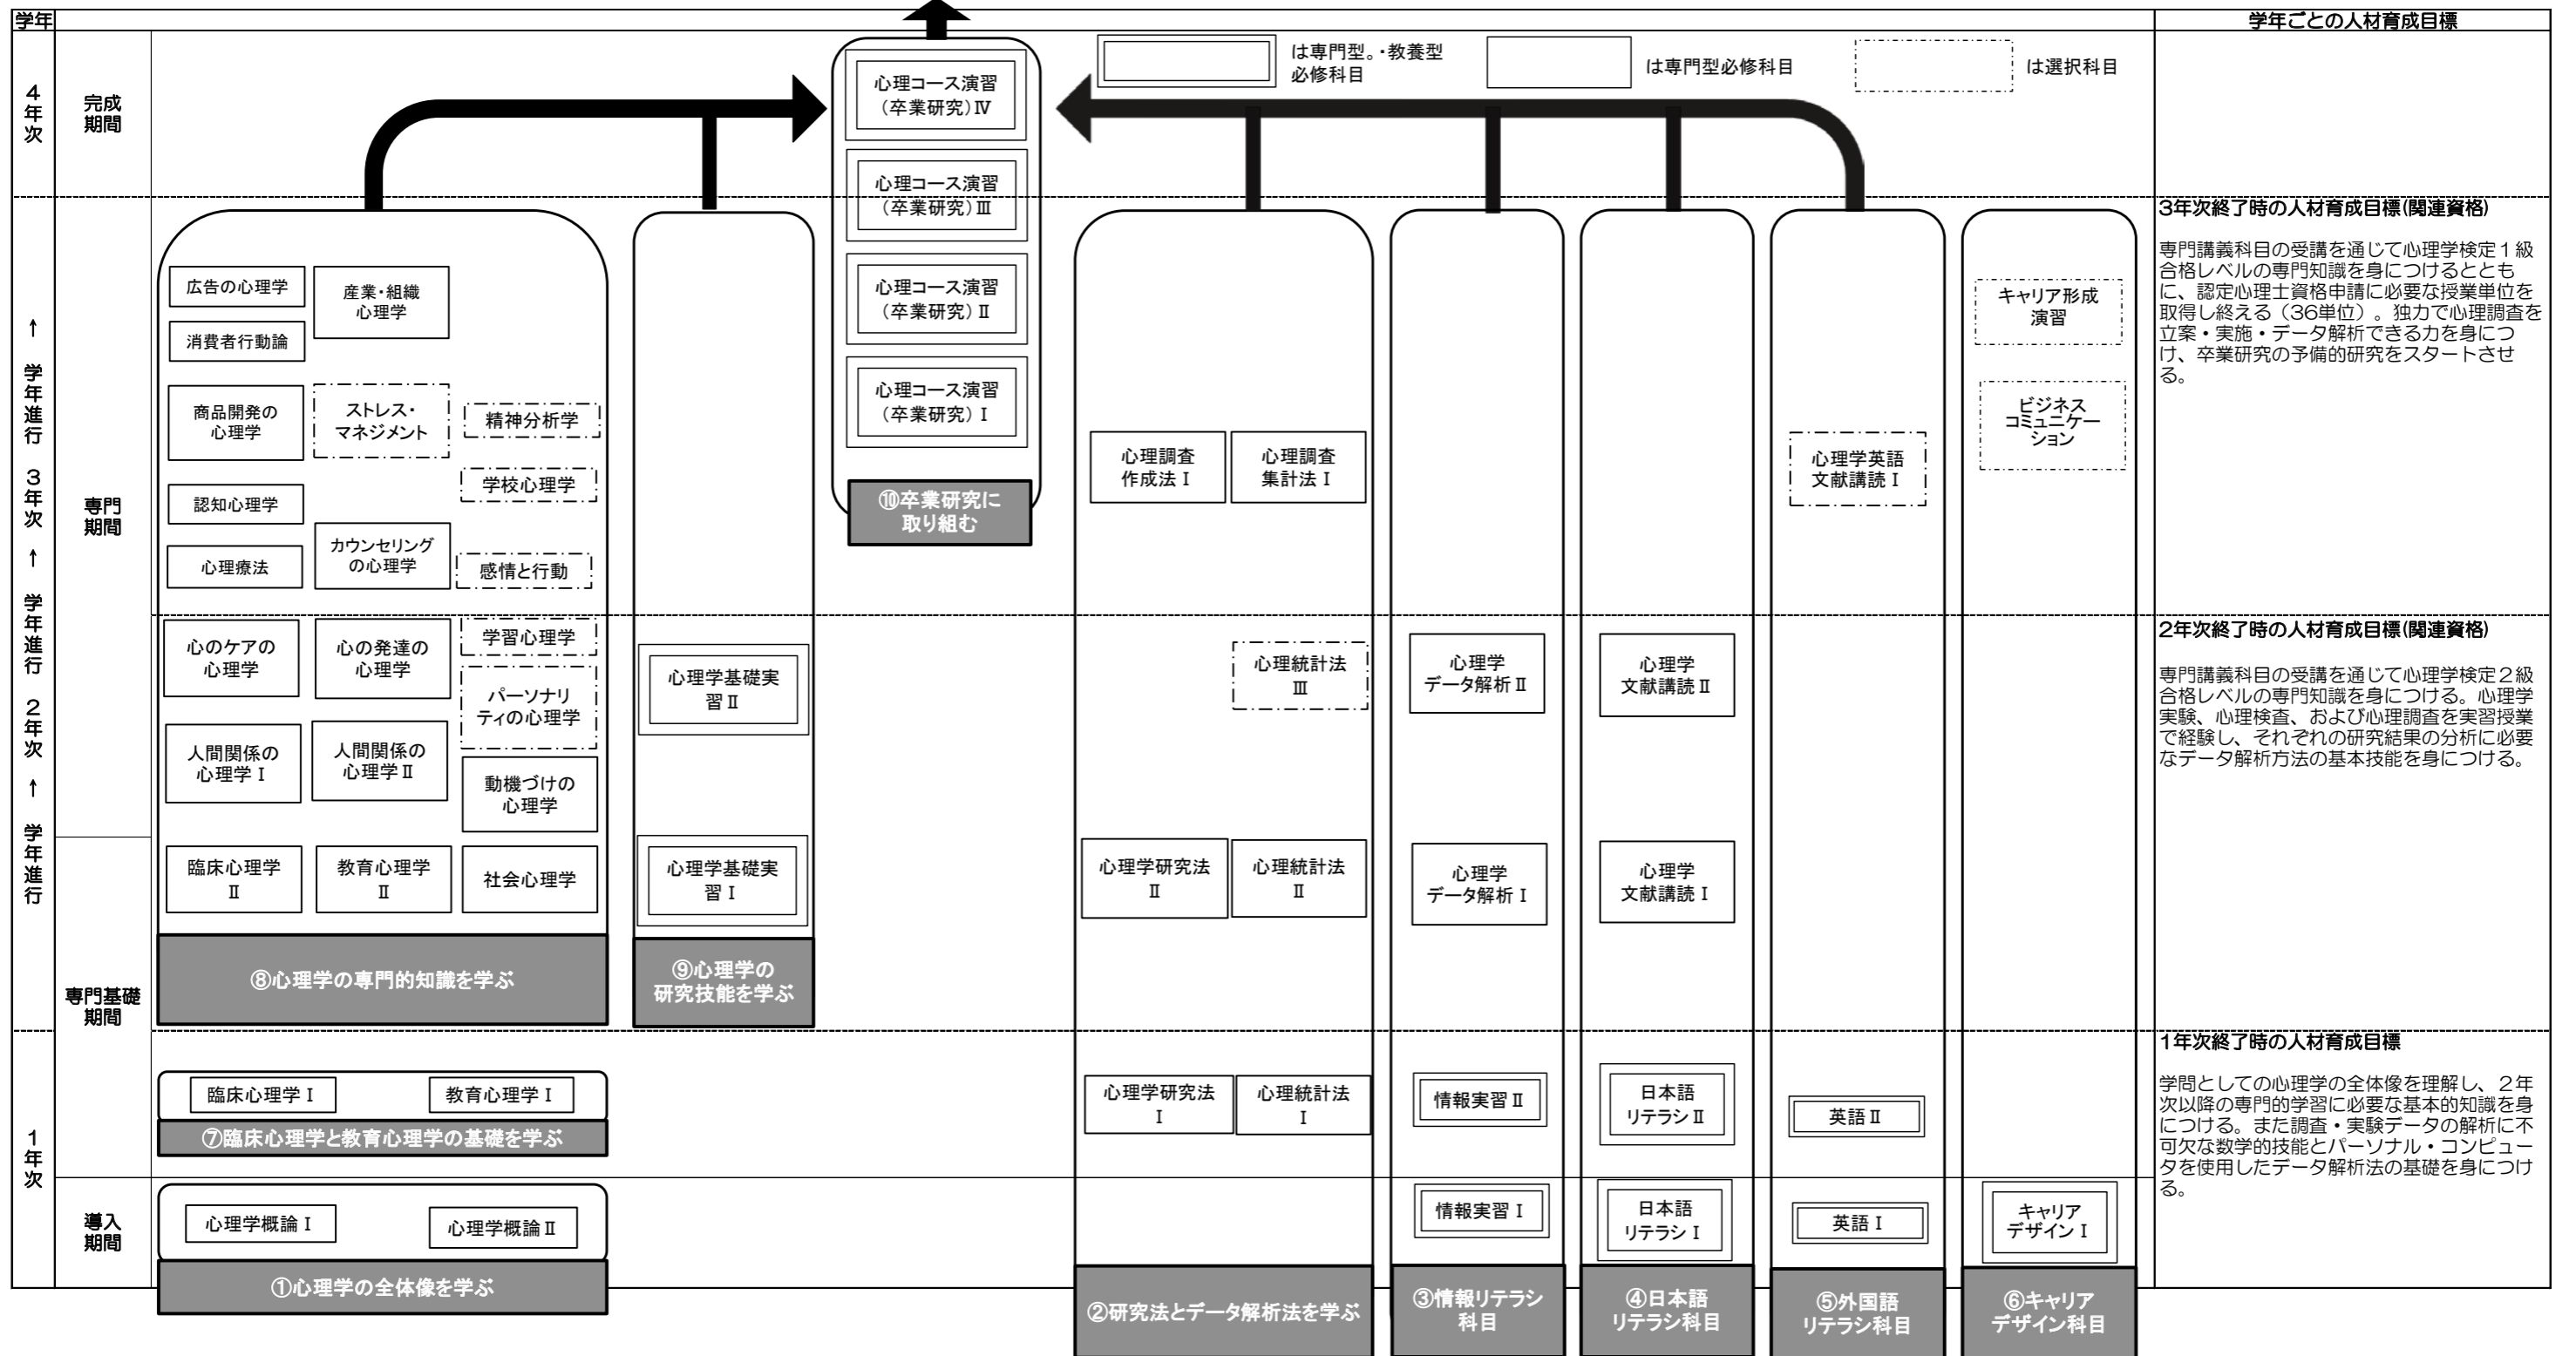 学年
学年ごとの人材育成目標
は専門型。・教養型
必修科目
は専門型必修科目
は選択科目
4
年
次
完成
期間
心理コース演習
(卒業研究)Ⅳ
心理コース演習
(卒業研究)Ⅲ
心理コース演習
(卒業研究)Ⅱ
心理コース演習
(卒業研究)Ⅰ
⑩卒業研究に
取り組む
↑
学
年
進
行
3
年
次
↑
学
年
進
行
2
年
次
↑
学
年
進
行
専門
期間
広告の心理学
産業・組織
心理学
消費者行動論
商品開発の
心理学
ストレス・
マネジメント
精神分析学
学校心理学
認知心理学
カウンセリング
の心理学
心理療法
感情と行動
心理調査
作成法Ⅰ
心理調査
集計法Ⅰ
心理学英語
文献講読Ⅰ
キャリア形成
演習
ビジネス
コミュニケー
ション
3年次終了時の人材育成目標(関連資格)
専門講義科目の受講を通じて心理学検定1級
合格レベルの専門知識を身につけるととも
に、認定心理士資格申請に必要な授業単位を
取得し終える(36単位)。独力で心理調査を
立案・実施・データ解析できる力を身につ
け、卒業研究の予備的研究をスタートさせ
る。
心のケアの
心理学
心の発達の
心理学
学習心理学
パーソナリ
ティの心理学
人間関係の
心理学Ⅰ
人間関係の
心理学Ⅱ
動機づけの
心理学
心理学基礎実
習Ⅱ
心理統計法
Ⅲ
心理学
データ解析Ⅱ
心理学
文献講読Ⅱ
2年次終了時の人材育成目標(関連資格)
専門講義科目の受講を通じて心理学検定2級
合格レベルの専門知識を身につける。心理学
実験、心理検査、および心理調査を実習授業
で経験し、それぞれの研究結果の分析に必要
なデータ解析方法の基本技能を身につける。
専門基礎
期間
臨床心理学
Ⅱ
教育心理学
Ⅱ
社会心理学
心理学基礎実
習Ⅰ
心理学研究法
Ⅱ
心理統計法
Ⅱ
心理学
データ解析Ⅰ
心理学
文献講読Ⅰ
⑧心理学の専門的知識を学ぶ
⑨心理学の
研究技能を学ぶ
1
年
次
臨床心理学Ⅰ
教育心理学Ⅰ
⑦臨床心理学と教育心理学の基礎を学ぶ
心理学研究法
Ⅰ
心理統計法
Ⅰ
情報実習Ⅱ
日本語
リテラシⅡ
英語Ⅱ
1年次終了時の人材育成目標
学問としての心理学の全体像を理解し、2年
次以降の専門的学習に必要な基本的知識を身
につける。また調査・実験データの解析に不
可欠な数学的技能とパーソナル・コンピュー
タを使用したデータ解析法の基礎を身につけ
る。
導入
期間
心理学概論Ⅰ
心理学概論Ⅱ
情報実習Ⅰ
日本語
リテラシⅠ
英語Ⅰ
キャリア
デザインⅠ
①心理学の全体像を学ぶ
②研究法とデータ解析法を学ぶ
③情報リテラシ
科目
④日本語
リテラシ科目
⑤外国語
リテラシ科目
⑥キャリア
デザイン科目